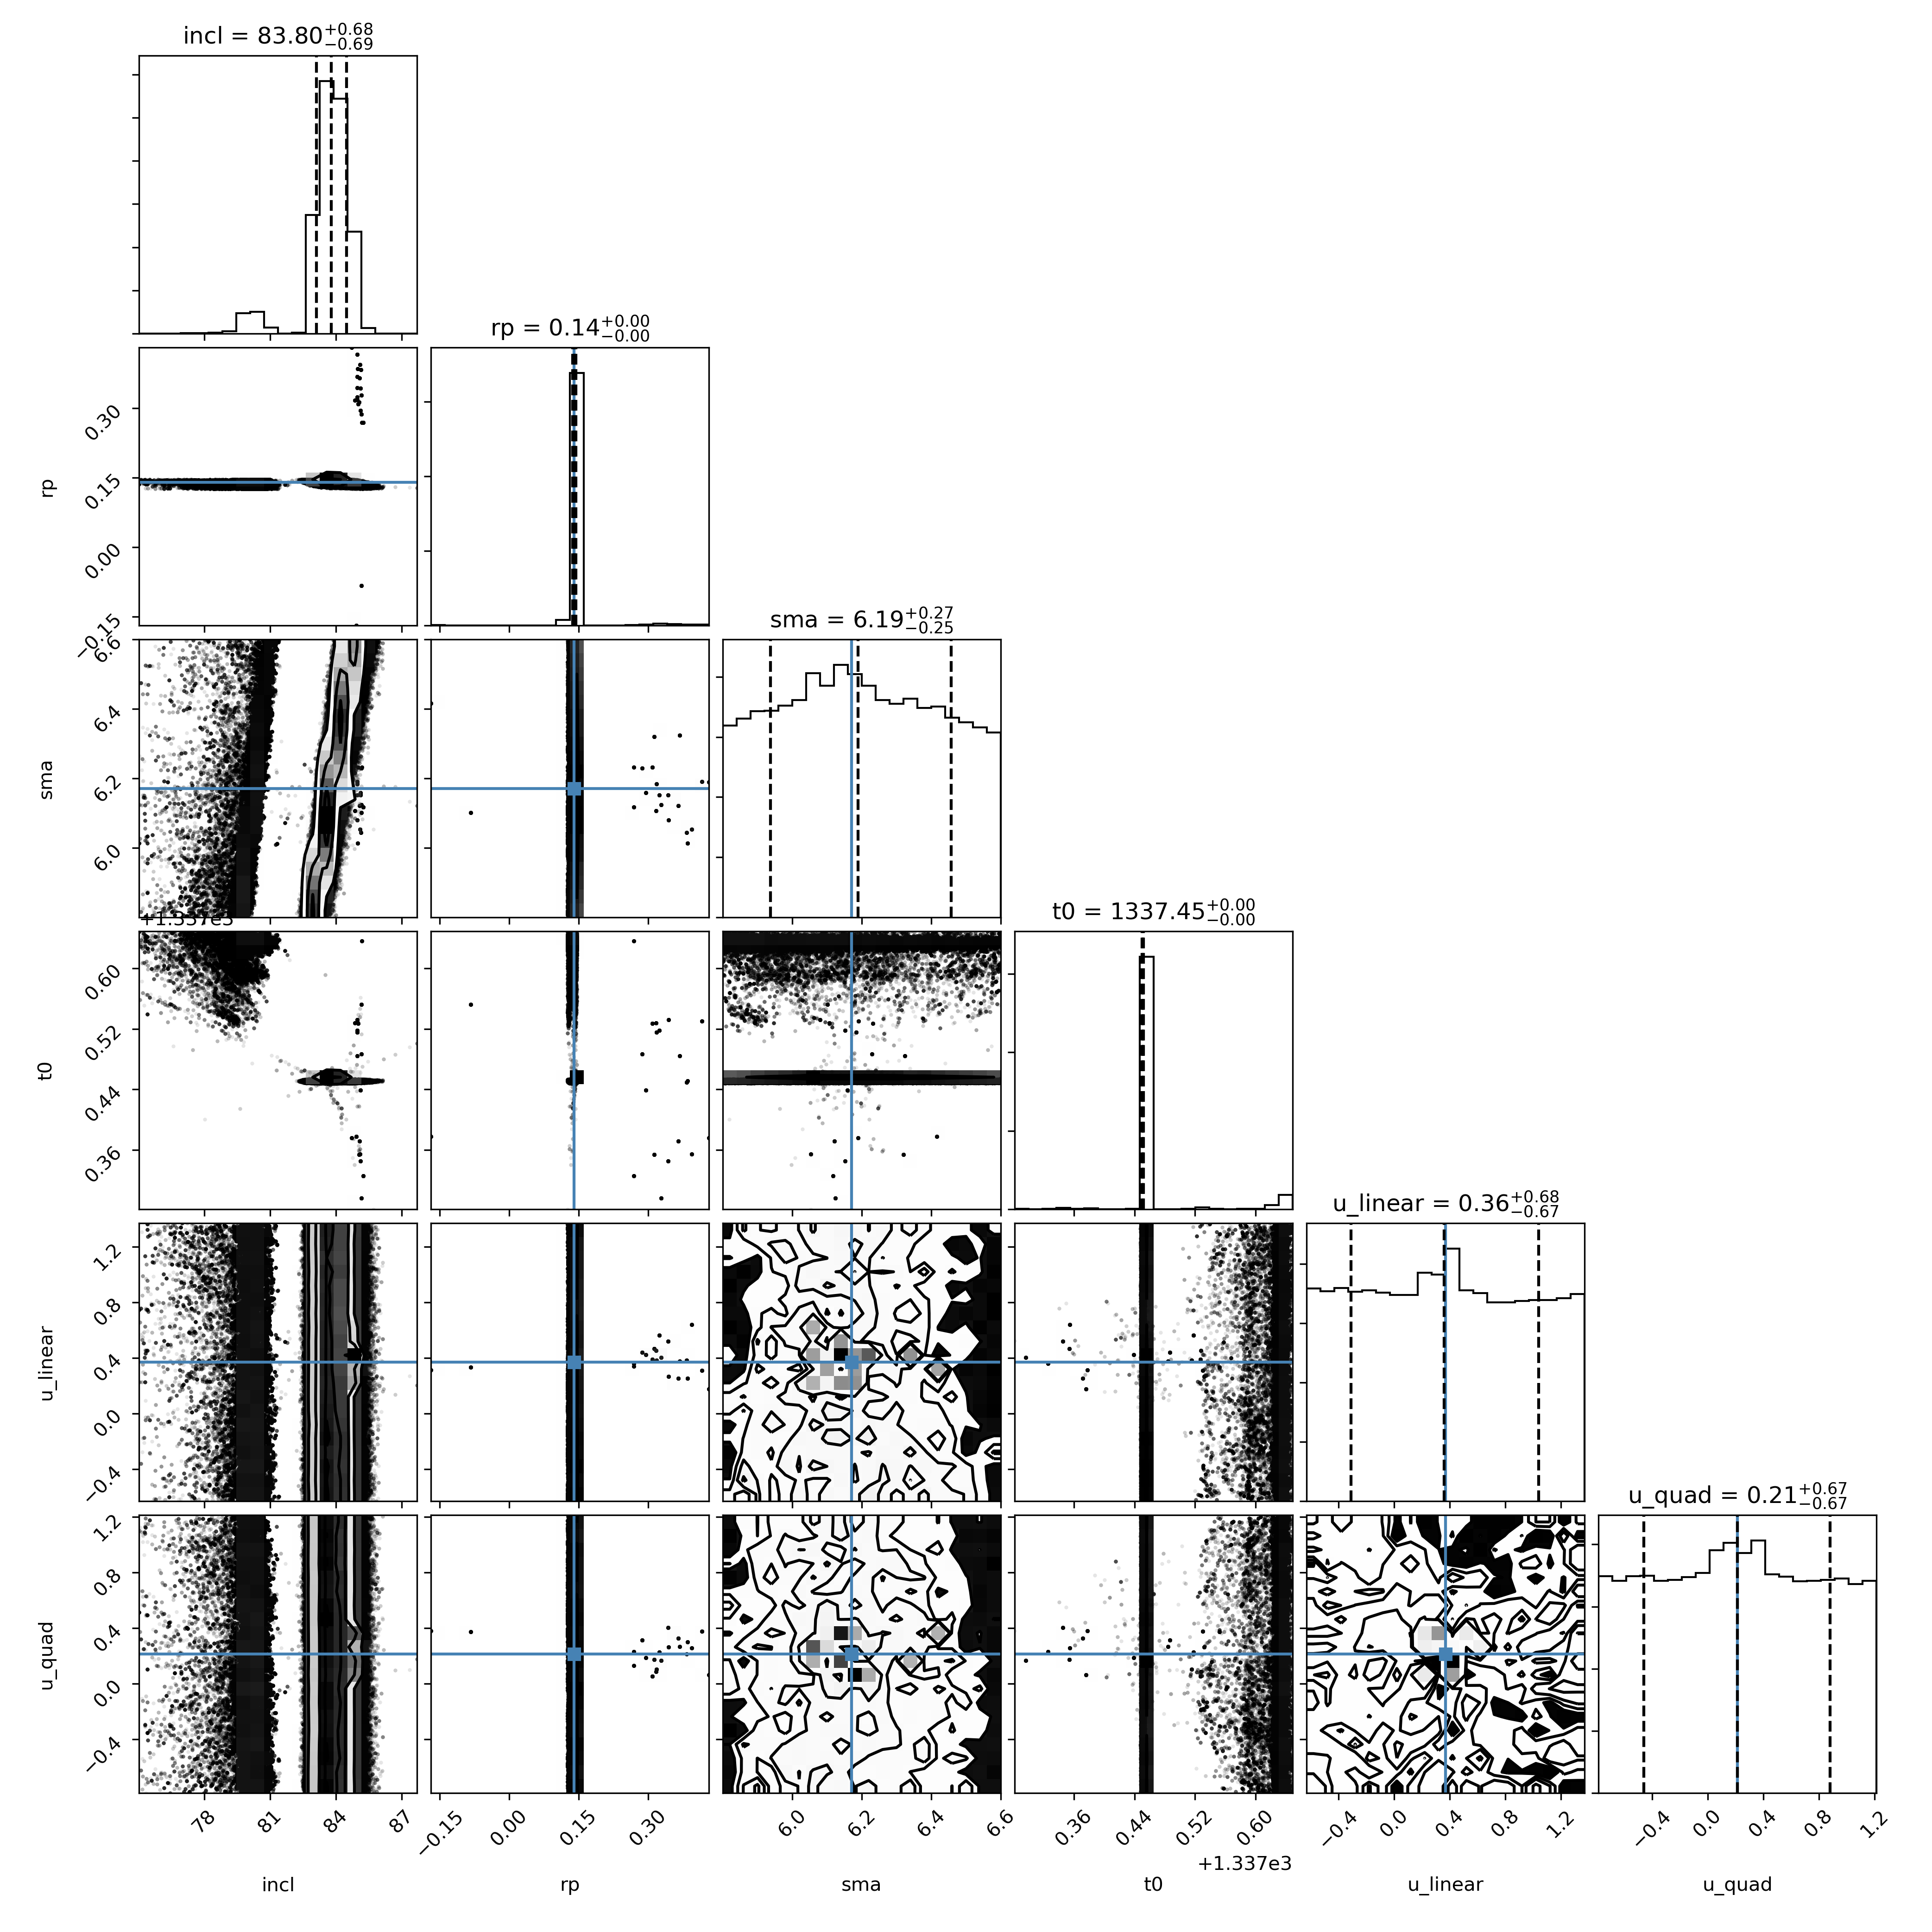 incl = 83.80 +0.68 −0.69
rp = 0.14 +0.00 −0.00
0.30
0.15
0.00
−0.15
rp
sma = 6.19 +0.27 −0.25
6.6
6.4
6.2
6.0
sma
t0 = 1337.45 +0.00 −0.00
+1.337e3
0.60
0.52
0.44
0.36
t0
u_linear = 0.36 +0.68 −0.67
1.2
0.8
0.4
0.0
−0.4
u_linear
u_quad = 0.21 +0.67 −0.67
1.2
0.8
0.4
0.0
−0.4
u_quad
78 81 84 87 −0.15 0.00 0.15 0.30 6.0 6.2 6.4 6.6 0.36 0.44 0.52 0.60 −0.4 0.0 0.4 0.8 1.2 −0.4 0.0 0.4 0.8 1.2
+1.337e3
incl rp sma t0 u_linear u_quad